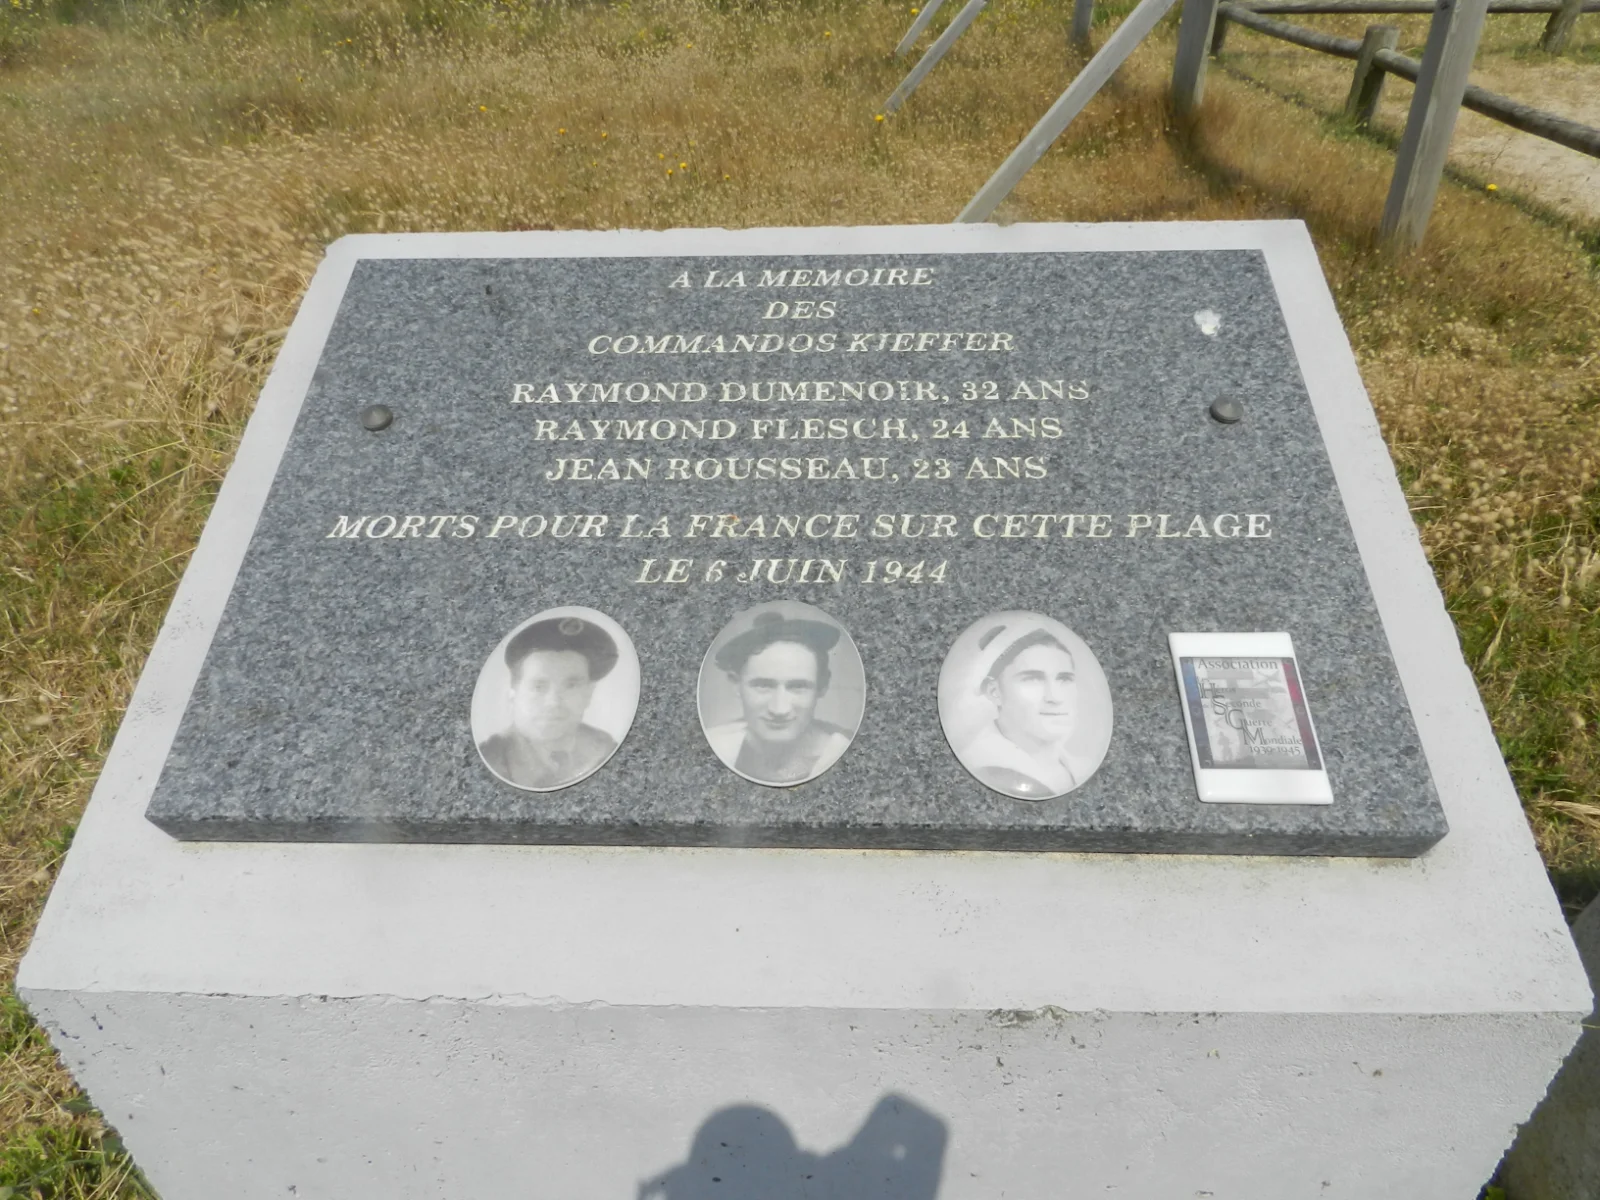 A LA MEMOIRE
DES
COMMANDOS KIEFFER
RAYMOND DUMENOIR, 32 ANS
RAYMOND FLESCH, 24 ANS
JEAN ROUSSEAU, 23 ANS
MORTS POUR LA FRANCE SUR CETTE PLAGE
LE 6 JUIN 1944
Association
Seconde
Guerre
Mondiale
1939-1945